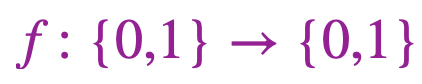 f : {0,1} → {0,1}